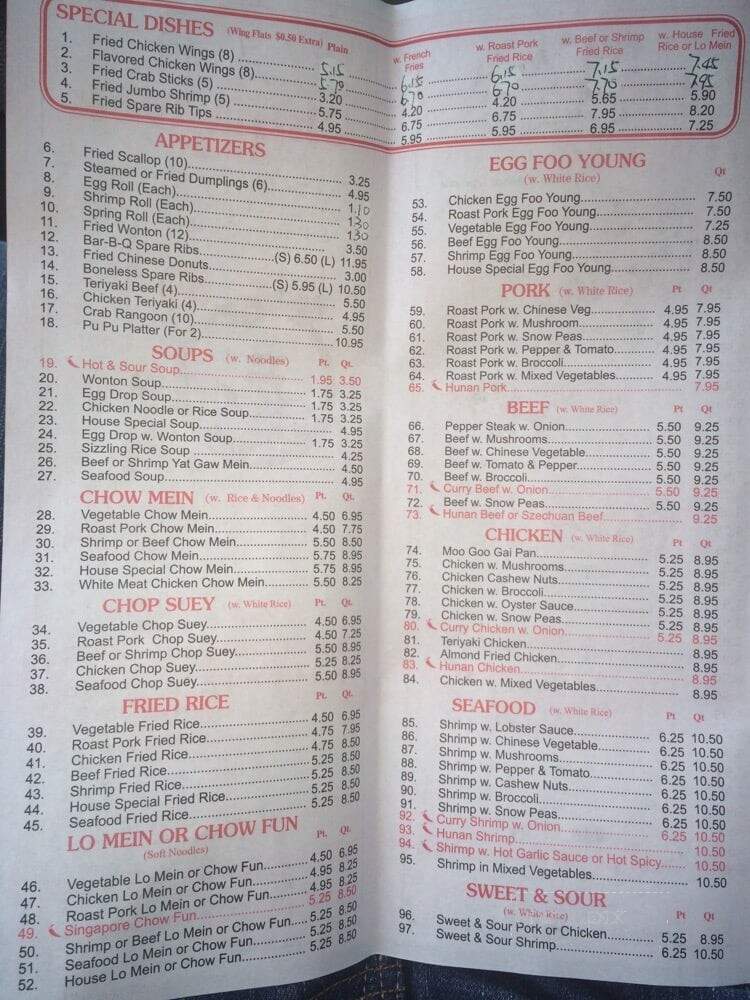 SPECIAL DISHES (Wing Flats $0.50 Extra) Plain w. French Fries w. Roast Pork Fried Rice w. Beef or Shrimp Fried Rice w. House Fried Rice or Lo Mein
1. Fried Chicken Wings (8) 5.15 6.15 6.15 7.15 7.45
2. Flavored Chicken Wings (8) 5.70 6.70 6.70 7.70 7.95
3. Fried Crab Sticks (5) 3.20 4.20 4.20 5.65 5.90
4. Fried Jumbo Shrimp (5) 5.75 6.75 6.75 7.95 8.20
5. Fried Spare Rib Tips 4.95 5.95 5.95 6.95 7.25
APPETIZERS
6. Fried Scallop (10) 3.25
7. Steamed or Fried Dumplings (6) 4.95
8. Egg Roll (Each) 1.10
9. Shrimp Roll (Each) 1.30
10. Spring Roll (Each) 1.30
11. Fried Wonton (12) 3.50
12. Bar-B-Q Spare Ribs (S) 6.50 (L) 11.95
13. Fried Chinese Donuts 3.00
14. Boneless Spare Ribs (S) 5.95 (L) 10.50
15. Teriyaki Beef (4) 5.50
16. Chicken Teriyaki (4) 4.95
17. Crab Rangoon (10) 5.50
18. Pu Pu Platter (For 2) 10.95
SOUPS (w. Noodles) Pt. Qt.
19. Hot & Sour Soup 1.95 3.50
20. Wonton Soup 1.75 3.25
21. Egg Drop Soup 1.75 3.25
22. Chicken Noodle or Rice Soup 1.75 3.25
23. House Special Soup 4.95
24. Egg Drop w. Wonton Soup 1.75 3.25
25. Sizzling Rice Soup 4.25
26. Beef or Shrimp Yat Gaw Mein 4.50
27. Seafood Soup 4.95
CHOW MEIN (w. Rice & Noodles) Pt. Qt.
28. Vegetable Chow Mein 4.50 6.95
29. Roast Pork Chow Mein 4.50 7.75
30. Shrimp or Beef Chow Mein 5.50 8.50
31. Seafood Chow Mein 5.75 8.95
32. House Special Chow Mein 5.75 8.95
33. White Meat Chicken Chow Mein 5.50 8.25
CHOP SUEY (w. White Rice) Pt. Qt.
34. Vegetable Chop Suey 4.50 6.95
35. Roast Pork Chop Suey 4.50 7.25
36. Beef or Shrimp Chop Suey 5.50 8.95
37. Chicken Chop Suey 5.25 8.25
38. Seafood Chop Suey 5.50 8.95
FRIED RICE Pt. Qt.
39. Vegetable Fried Rice 4.50 6.95
40. Roast Pork Fried Rice 4.75 7.95
41. Chicken Fried Rice 4.75 8.50
42. Beef Fried Rice 5.25 8.50
43. Shrimp Fried Rice 5.25 8.50
44. House Special Fried Rice 5.25 8.50
45. Seafood Fried Rice 5.25 8.50
LO MEIN OR CHOW FUN (Soft Noodles) Pt. Qt.
46. Vegetable Lo Mein or Chow Fun 4.50 6.95
47. Chicken Lo Mein or Chow Fun 4.95 8.25
48. Roast Pork Lo Mein or Chow Fun 4.95 8.25
49. Singapore Chow Fun 5.25 8.50
50. Shrimp or Beef Lo Mein or Chow Fun 5.25 8.50
51. Seafood Lo Mein or Chow Fun 5.25 8.50
52. House Lo Mein or Chow Fun 5.25 8.50
EGG FOO YOUNG
(w. White Rice) Qt
53. Chicken Egg Foo Young 7.50
54. Roast Pork Egg Foo Young 7.50
55. Vegetable Egg Foo Young 7.25
56. Beef Egg Foo Young 8.50
57. Shrimp Egg Foo Young 8.50
58. House Special Egg Foo Young 8.50
PORK (w. White Rice) Pt Qt
59. Roast Pork w. Chinese Veg 4.95 7.95
60. Roast Pork w. Mushroom 4.95 7.95
61. Roast Pork w. Snow Peas 4.95 7.95
62. Roast Pork w. Pepper & Tomato 4.95 7.95
63. Roast Pork w. Broccoli 4.95 7.95
64. Roast Pork w. Mixed Vegetables 4.95 7.95
65. Hunan Pork 7.95
BEEF (w. White Rice) Pt Qt
66. Pepper Steak w. Onion 5.50 9.25
67. Beef w. Mushrooms 5.50 9.25
68. Beef w. Chinese Vegetable 5.50 9.25
69. Beef w. Tomato & Pepper 5.50 9.25
70. Beef w. Broccoli 5.50 9.25
71. Curry Beef w. Onion 5.50 9.25
72. Beef w. Snow Peas 5.50 9.25
73. Hunan Beef or Szechuan Beef 9.25
CHICKEN (w. White Rice) Pt Qt
74. Moo Goo Gai Pan 5.25 8.95
75. Chicken w. Mushrooms 5.25 8.95
76. Chicken Cashew Nuts 5.25 8.95
77. Chicken w. Broccoli 5.25 8.95
78. Chicken w. Oyster Sauce 5.25 8.95
79. Chicken w. Snow Peas 5.25 8.95
80. Curry Chicken w. Onion 5.25 8.95
81. Teriyaki Chicken 8.95
82. Almond Fried Chicken 8.95
83. Hunan Chicken 8.95
84. Chicken w. Mixed Vegetables 8.95
SEAFOOD (w. White Rice) Pt Qt
85. Shrimp w. Lobster Sauce 6.25 10.50
86. Shrimp w. Chinese Vegetable 6.25 10.50
87. Shrimp w. Mushrooms 6.25 10.50
88. Shrimp w. Pepper & Tomato 6.25 10.50
89. Shrimp w. Cashew Nuts 6.25 10.50
90. Shrimp w. Broccoli 6.25 10.50
91. Shrimp w. Snow Peas 6.25 10.50
92. Curry Shrimp w. Onion 6.25 10.50
93. Hunan Shrimp 10.50
94. Shirmp w. Hot Garlic Sauce or Hot Spicy 10.50
95. Shrimp in Mixed Vegetables 10.50
SWEET & SOUR
(w. White Rice) Pt Qt
96. Sweet & Sour Pork or Chicken 5.25 8.95
97. Sweet & Sour Shrimp 6.25 10.50